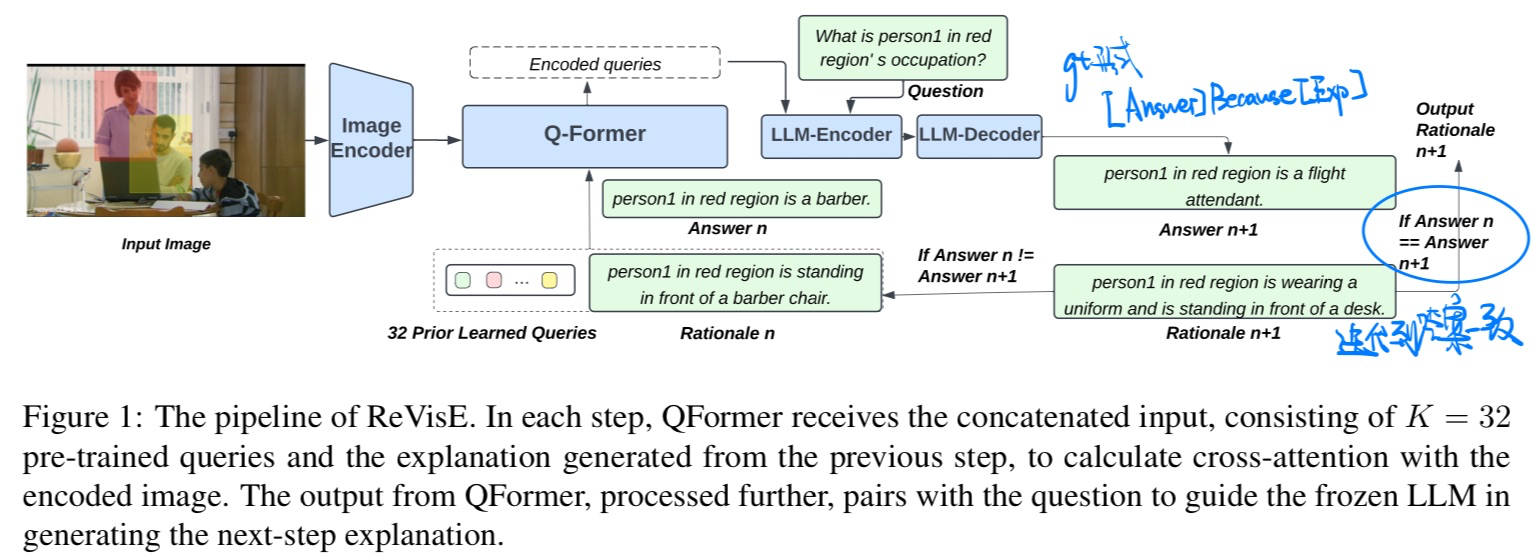 Encoded queries
What is person1 in red
region' s occupation?
Question
gt形式
[Answer]Because[Exp]
Image
Encoder
Q-Former
LLM-Encoder
LLM-Decoder
Output
Rationale
n+1
person1 in red region is a flight
attendant.
Answer n+1
person1 in red region is a barber.
Answer n
Input Image
If Answer n
== Answer
n+1
If Answer n !=
Answer n+1
person1 in red region is standing
in front of a barber chair.
...
person1 in red region is wearing a
uniform and is standing in front of a desk.
32 Prior Learned Queries
Rationale n
Rationale n+1
迭代到答案一致
Figure 1: The pipeline of ReVisE. In each step, QFormer receives the concatenated input, consisting of K = 32
pre-trained queries and the explanation generated from the previous step, to calculate cross-attention with the
encoded image. The output from QFormer, processed further, pairs with the question to guide the frozen LLM in
generating the next-step explanation.